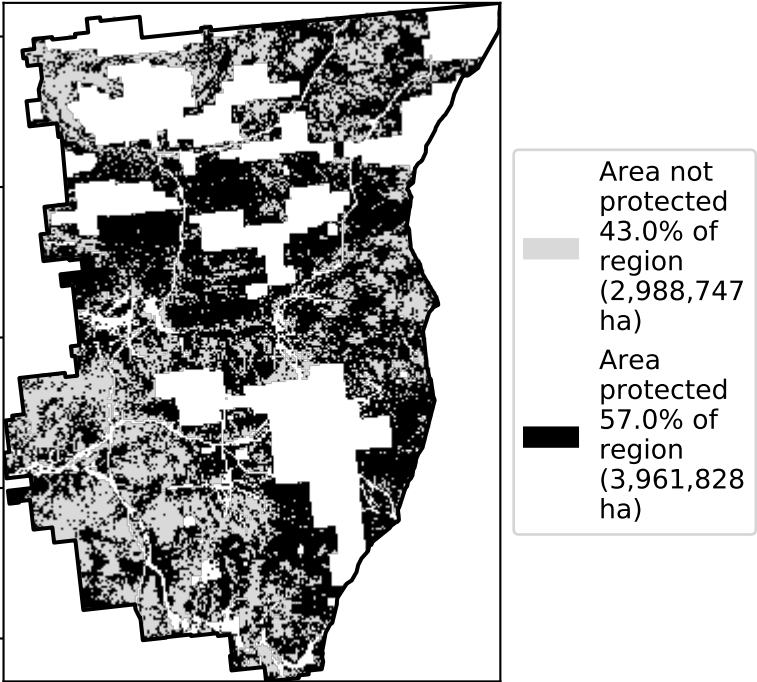 Area not
protected
43.0% of
region
(2,988,747
ha)
Area
protected
57.0% of
region
(3,961,828
ha)